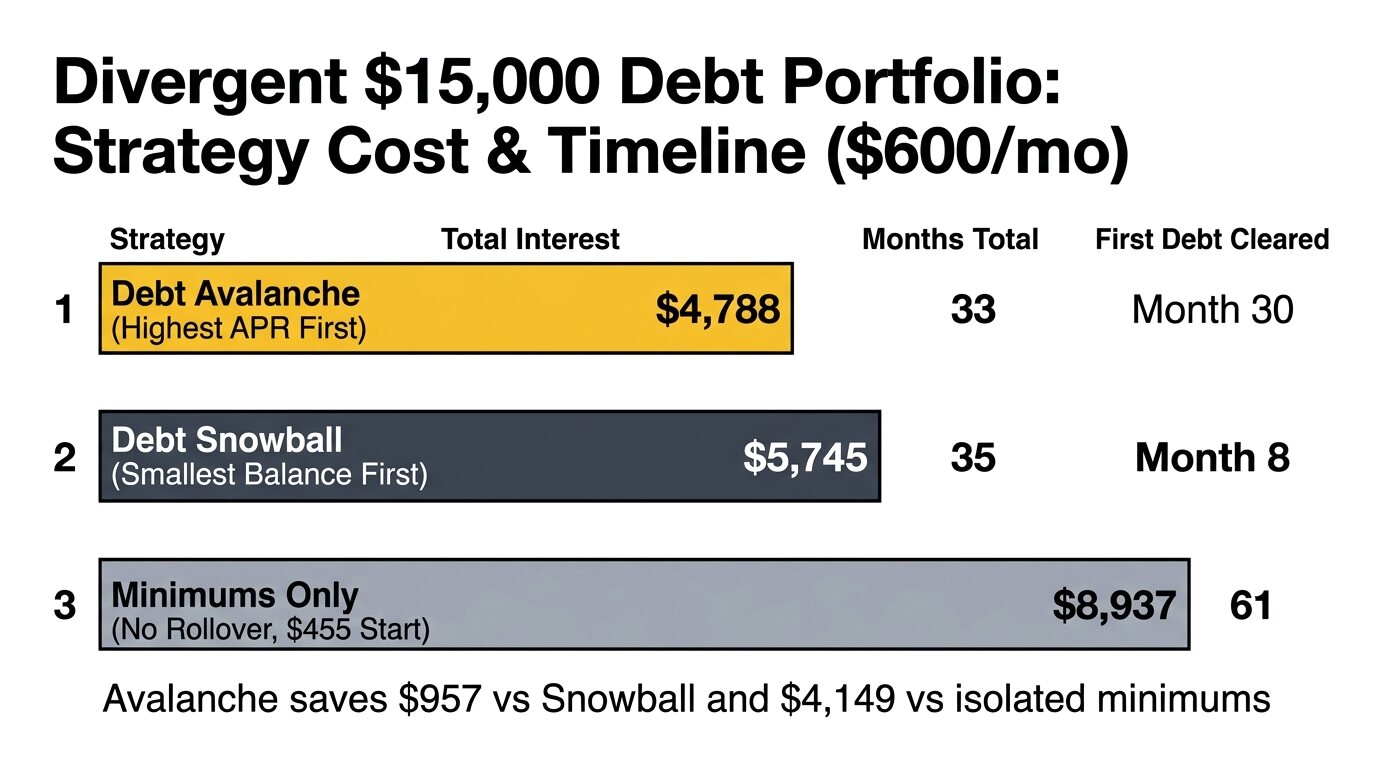 Divergent $15,000 Debt Portfolio:
Strategy Cost & Timeline ($600/mo)
Strategy Total Interest Months Total First Debt Cleared
1 Debt Avalanche $4,788 33 Month 30
(Highest APR First)
2 Debt Snowball $5,745 35 Month 8
(Smallest Balance First)
3 Minimums Only $8,937 61
(No Rollover, $455 Start)
Avalanche saves $957 vs Snowball and $4,149 vs isolated minimums